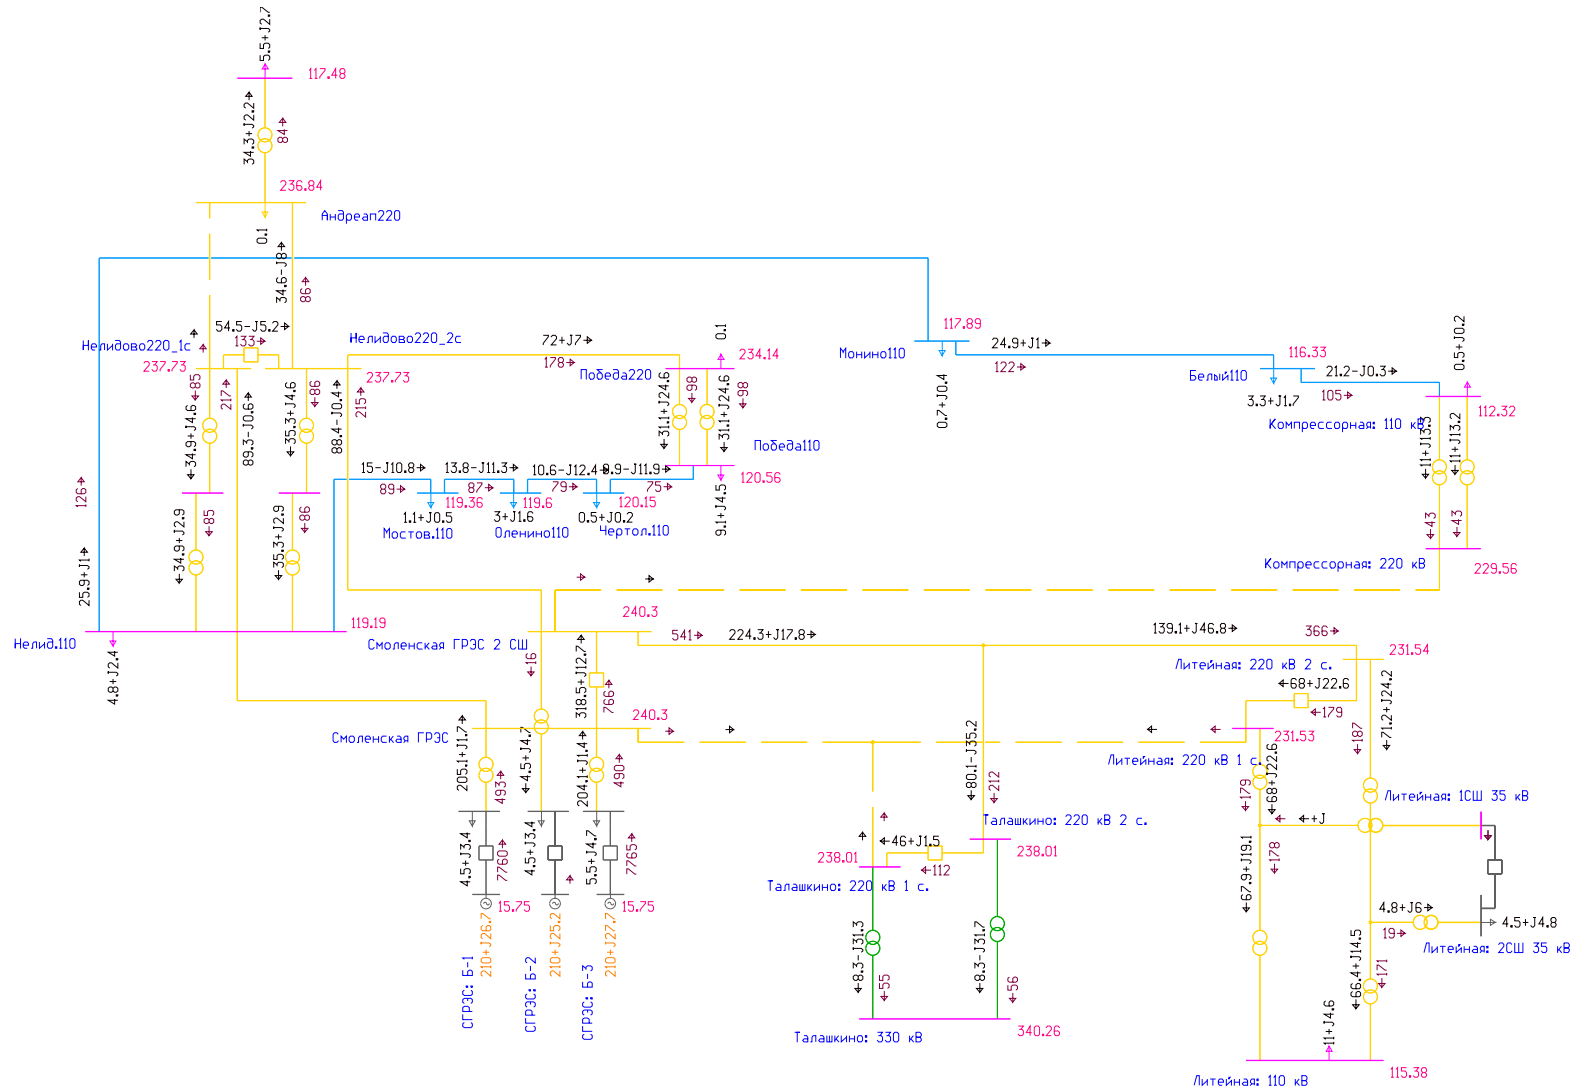 5.5+J2.7
117.48
34.3+J2.2
84
236.84
Андреап220
0.1
34.6-J8
86
54.5-J5.2
133
Нелидово220_1с
237.73
Нелидово220_2с
237.73
85
217
34.9+J4.6
89.3-J0.6
35.3+J4.6
86
88.4-J0.4
215
72+J7
178
0.1
234.14
Победа220
31.1+J24.6
98
31.1+J24.6
98
Победа110
120.56
9.1+J4.5
15-J10.8
89
13.8-J11.3
87
10.6-J12.4
79
9.9-J11.9
75
119.36
119.6
120.15
1.1+J0.5
3+J1.6
0.5+J0.2
Мостов.110
Оленино110
Чертол.110
126
25.9+J1
34.9+J2.9
85
35.3+J2.9
86
119.19
Нелид.110
4.8+J2.4
117.89
Монино110
0.7+J0.4
24.9+J1
122
116.33
Белый110
3.3+J1.7
21.2-J0.3
105
0.5+J0.2
112.32
Компрессорная: 110 кВ
11+J13.3
11+J13.2
43
43
Компрессорная: 220 кВ
229.56
240.3
Смоленская ГРЭС 2 СШ
541
224.3+J17.8
139.1+J46.8
366
16
318.5+J12.7
766
240.3
Смоленская ГРЭС
205.1+J1.7
493
4.5+J4.7
204.1+J1.4
490
4.5+J3.4
7760
4.5+J3.4
5.5+J4.7
7765
15.75
15.75
210+J26.7
210+J25.2
210+J27.7
СГРЭС: Б-1
СГРЭС: Б-2
СГРЭС: Б-3
80.1-J35.2
212
Талашкино: 220 кВ 2 с.
238.01
46+J1.5
112
238.01
Талашкино: 220 кВ 1 с.
8.3-J31.3
55
8.3-J31.7
56
340.26
Талашкино: 330 кВ
231.54
Литейная: 220 кВ 2 с.
68+J22.6
179
231.53
Литейная: 220 кВ 1 с.
187
71.2+J24.2
179
68+J22.6
Литейная: 1СШ 35 кВ
+J
178
67.9+J19.1
4.8+J6
19
4.5+J4.8
Литейная: 2СШ 35 кВ
66.4+J14.5
171
11+J4.6
115.38
Литейная: 110 кВ